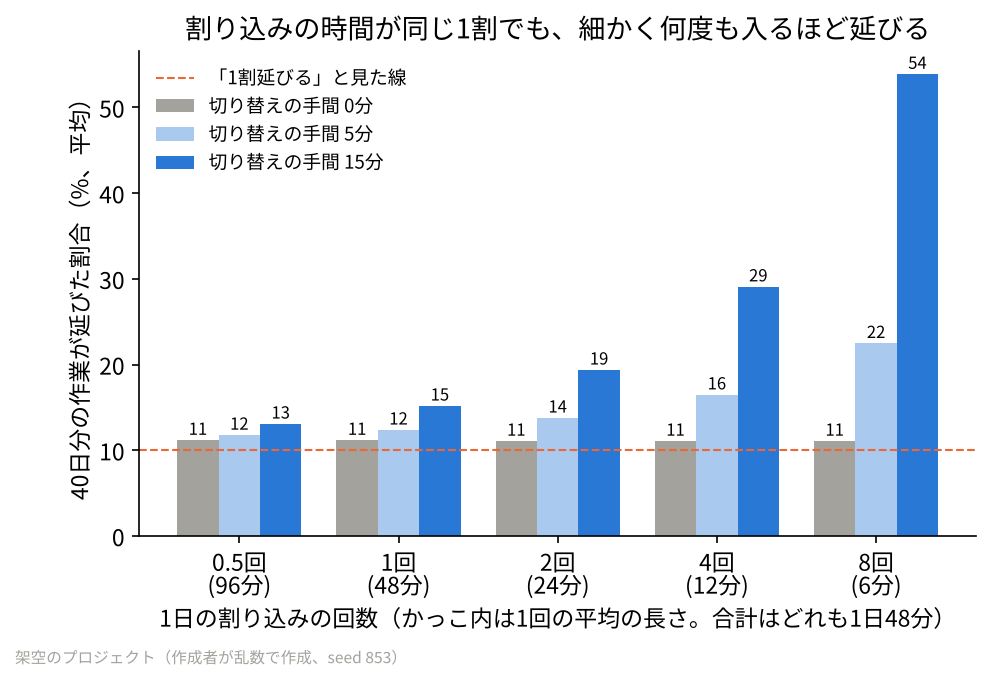 割り込みの時間が同じ1割でも、細かく何度も入るほど延びる
「1割延びる」と見た線
切り替えの手間 0分
切り替えの手間 5分
切り替えの手間 15分
40日分の作業が延びた割合（%、平均）
50
40
30
20
10
0
11 12 13
11 12 15
11 14 19
11 16 29
11 22 54
0.5回 1回 2回 4回 8回
(96分) (48分) (24分) (12分) (6分)
1日の割り込みの回数（かっこ内は1回の平均の長さ。合計はどれも1日48分）
架空のプロジェクト（作成者が乱数で作成、seed 853）